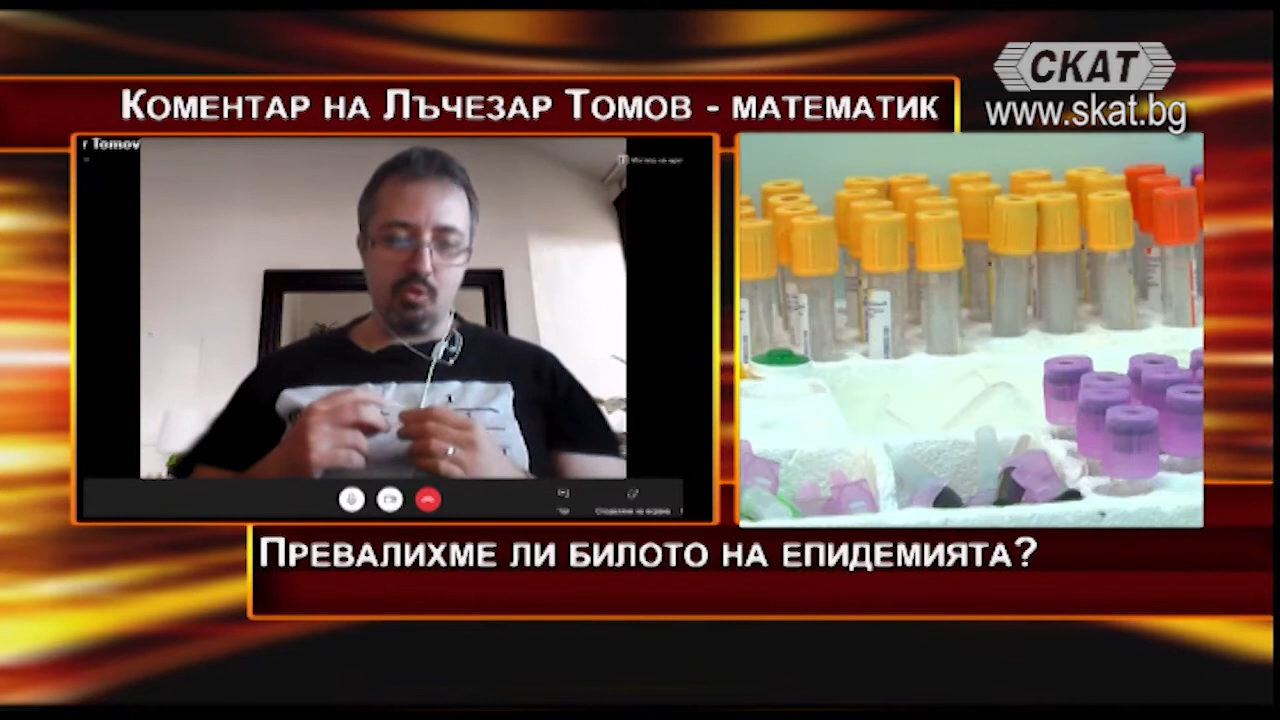 СКАТ
www.skat.bg
Коментар на Лъчезар Томов - математик
r Tomov
Превалихме ли билото на епидемията?